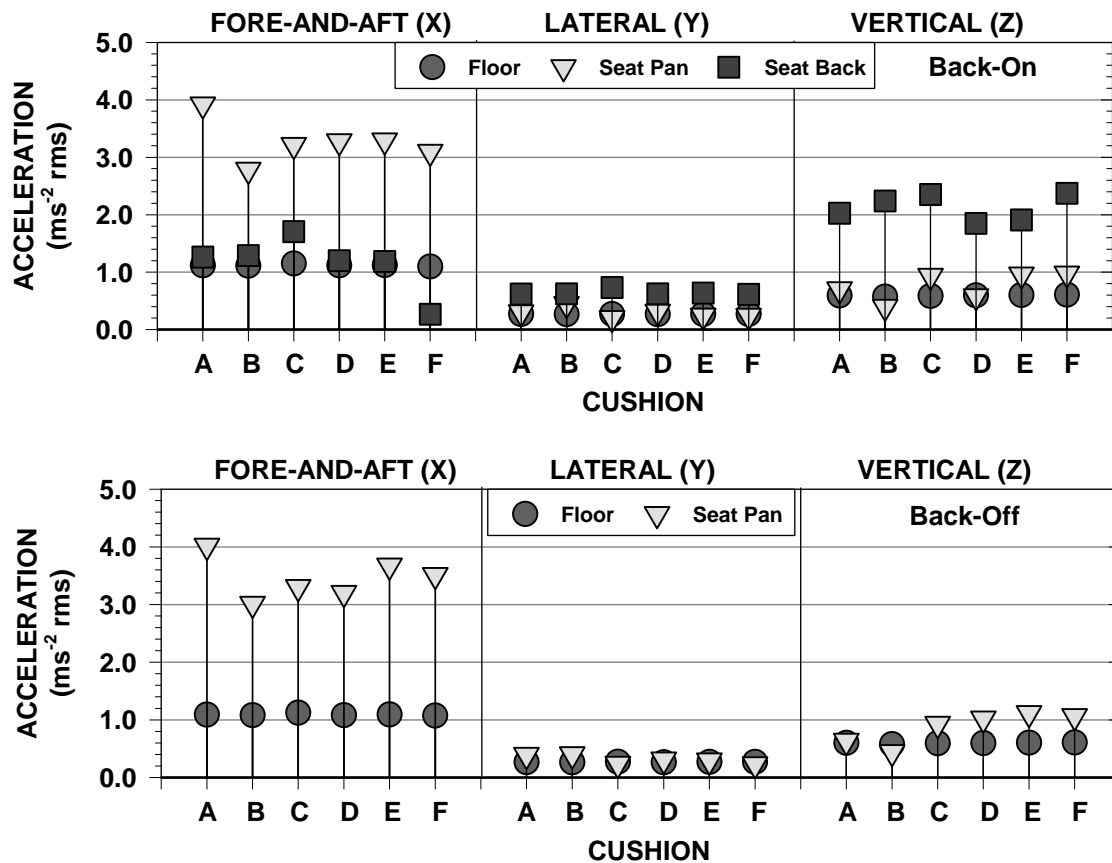 FORE-AND-AFT (X) LATERAL (Y) VERTICAL (Z)
5.0
Floor Seat Pan Seat Back Back-On
4.0
3.0
2.0
1.0
0.0
ACCELERATION
(ms⁻² rms)
A B C D E F A B C D E F A B C D E F
CUSHION
FORE-AND-AFT (X) LATERAL (Y) VERTICAL (Z)
5.0
Floor Seat Pan Back-Off
4.0
3.0
2.0
1.0
0.0
ACCELERATION
(ms⁻² rms)
A B C D E F A B C D E F A B C D E F
CUSHION